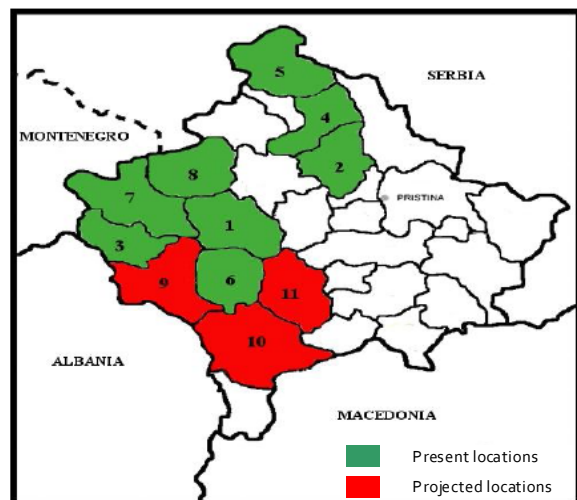 5
SERBIA
4
MONTENEGRO
2
8
7
PRISTINA
1
3
6
9
11
10
ALBANIA
MACEDONIA
Present locations
Projected locations